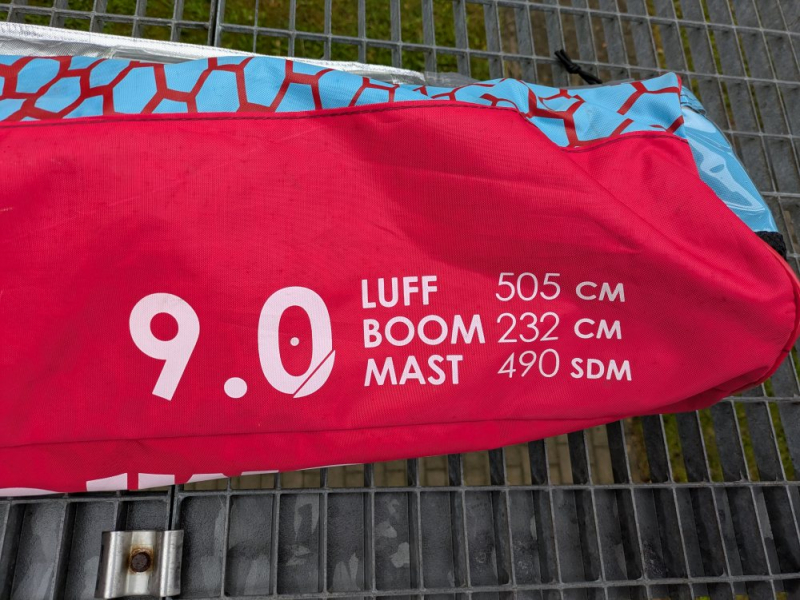 9.0
LUFF 505 CM
BOOM 232 CM
MAST 490 SDM